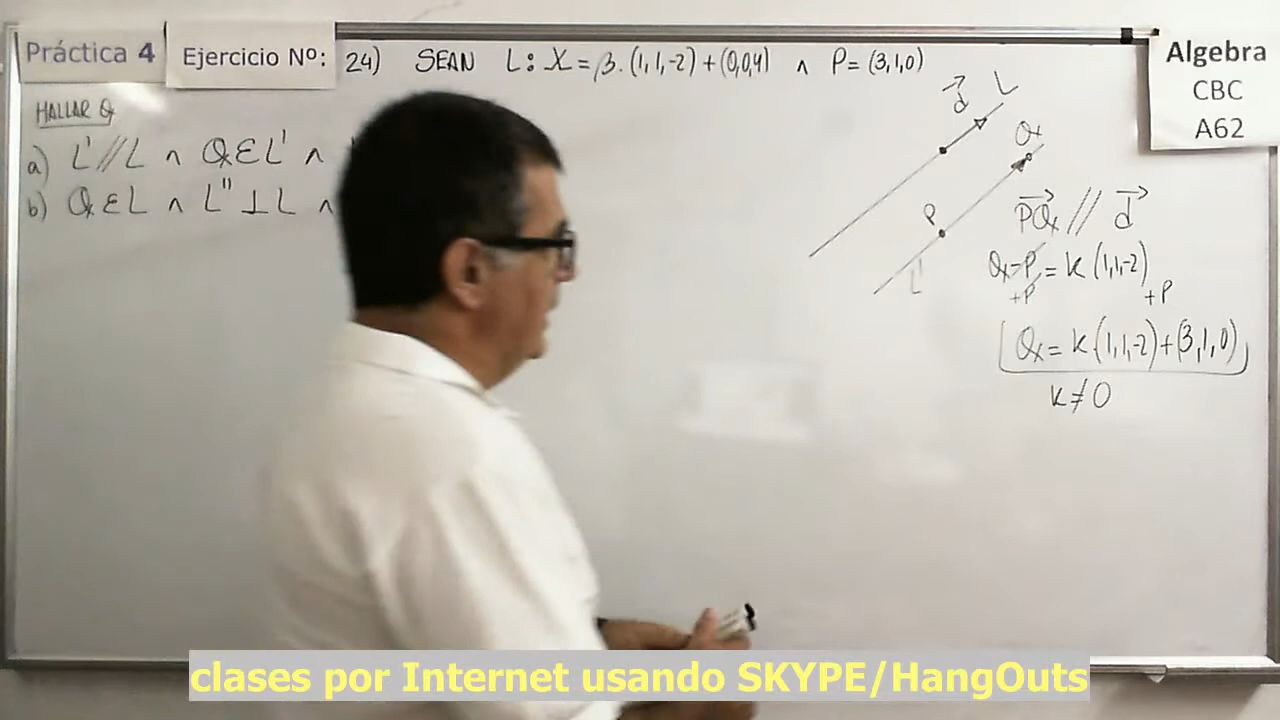 Práctica 4
Ejercicio Nº: 24) SEAN L: X = β.(1,1,-2)+(0,0,4) ∧ P=(3,1,0)
Algebra
CBC
A62
HALLAR Q
a) L' // L ∧ Q ε L' ∧
b) Q ε L ∧ L'' ⊥ L ∧
d L
Q
P
L'
PQ // d
Q-P = k(1,1,-2)
+P +P
Q = k.(1,1,-2)+(3,1,0)
k≠0
clases por Internet usando SKYPE/HangOuts